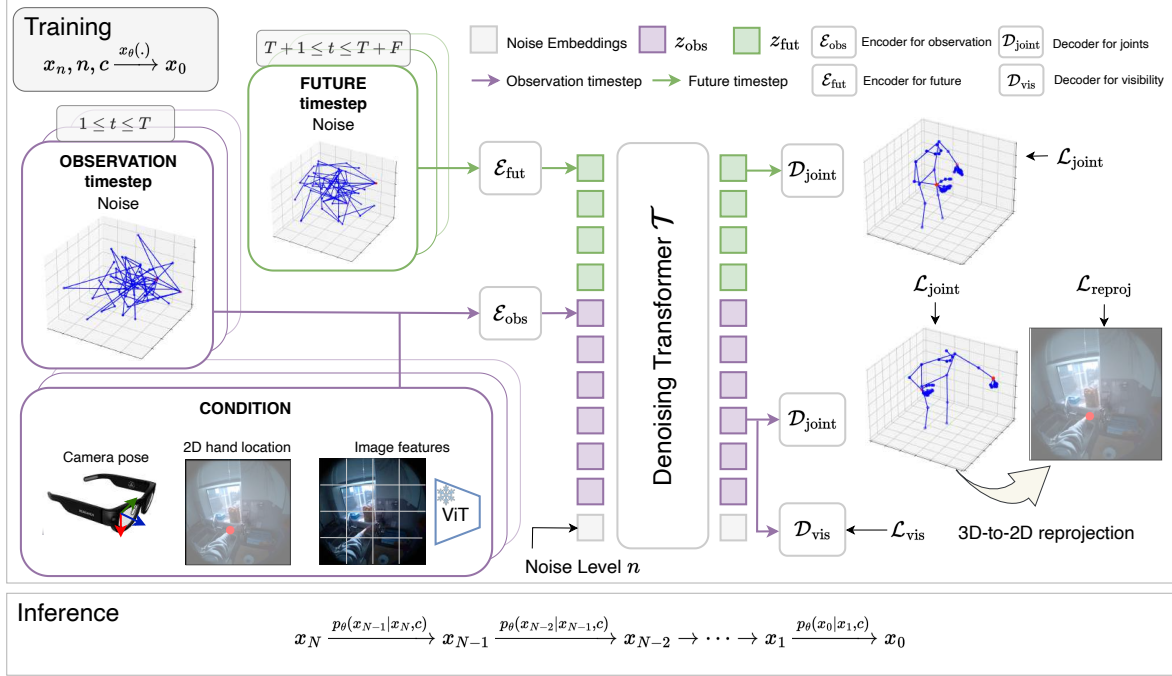 Training
x_θ(.)
x_n, n, c ⟶ x_0
T + 1 ≤ t ≤ T + F
FUTURE
timestep
Noise
1 ≤ t ≤ T
OBSERVATION
timestep
Noise
Noise Embeddings
z_obs
z_fut
ℰ_obs
Encoder for observation
𝒟_joint
Decoder for joints
Observation timestep
Future timestep
ℰ_fut
Encoder for future
𝒟_vis
Decoder for visibility
ℰ_fut
ℰ_obs
Denoising Transformer 𝒯
𝒟_joint
ℒ_joint
ℒ_joint
ℒ_reproj
𝒟_joint
𝒟_vis
ℒ_vis
3D-to-2D reprojection
CONDITION
Camera pose
2D hand location
Image features
ViT
Noise Level n
Inference
p_θ(x_{N−1}|x_N,c) p_θ(x_{N−2}|x_{N−1},c) p_θ(x_0|x_1,c)
x_N ⟶ x_{N−1} ⟶ x_{N−2} → ⋯ → x_1 ⟶ x_0